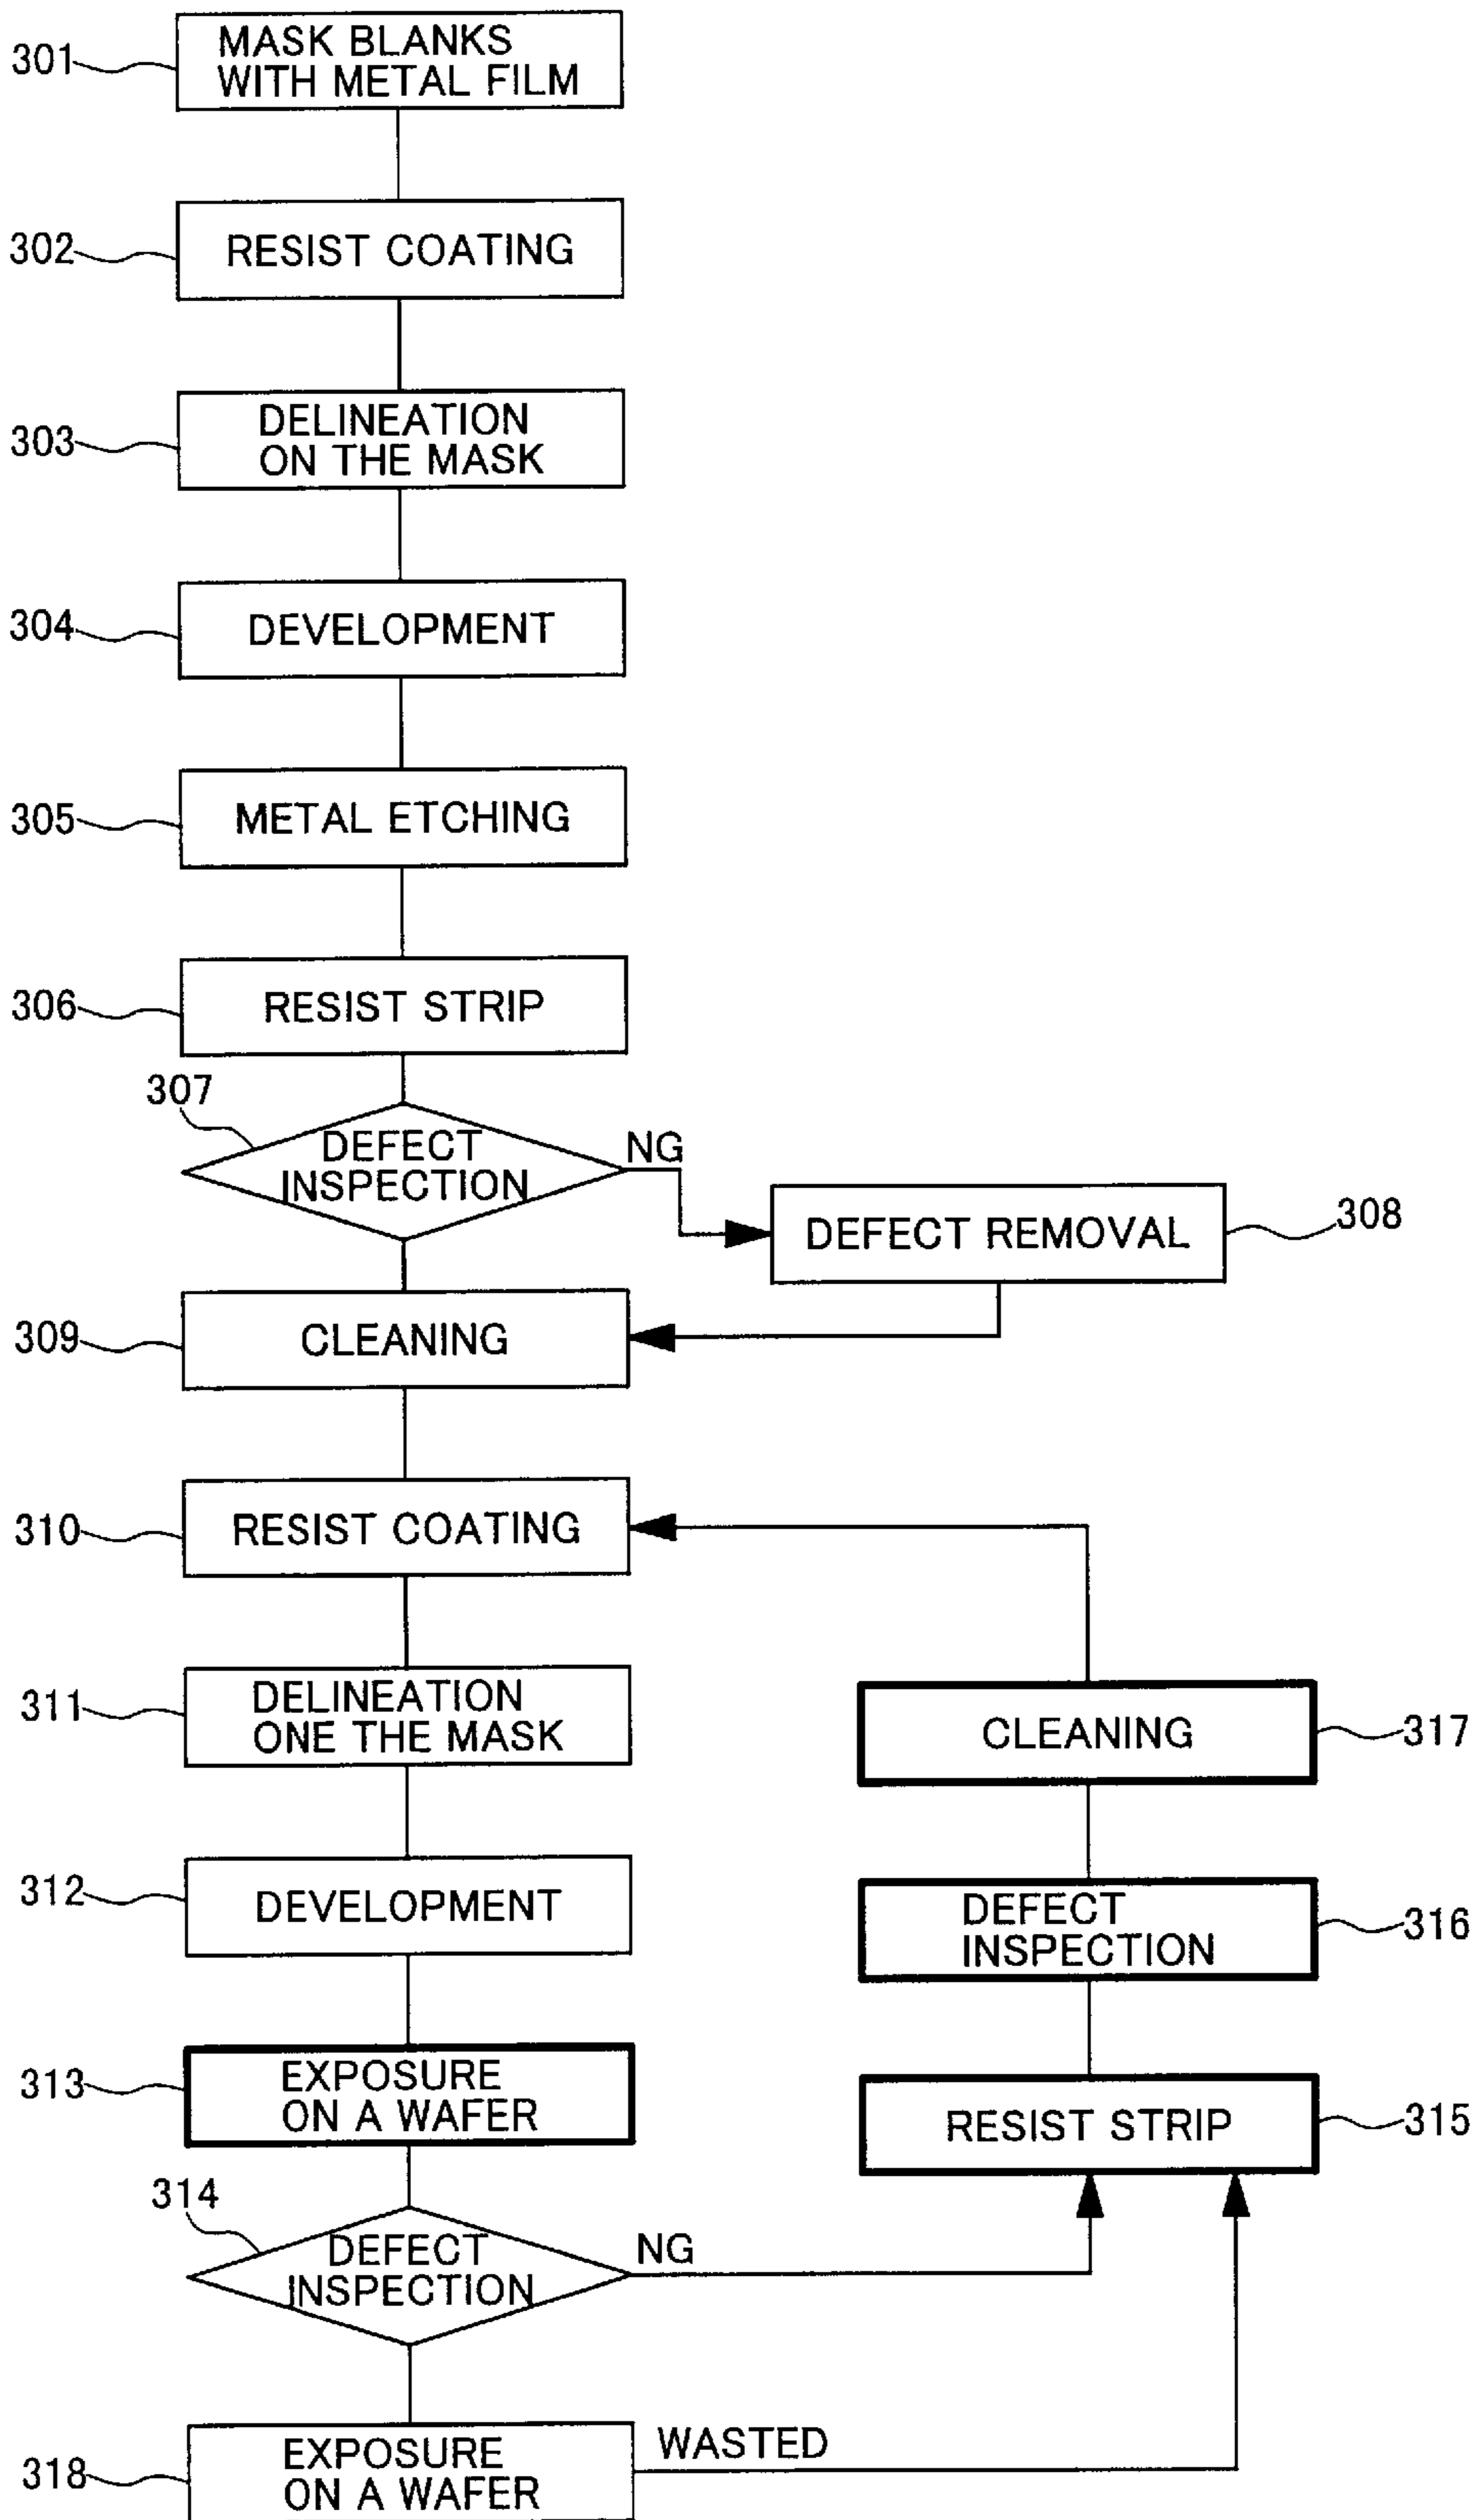 301
MASK BLANKS
WITH METAL FILM
302
RESIST COATING
303
DELINEATION
ON THE MASK
304
DEVELOPMENT
305
METAL ETCHING
306
RESIST STRIP
307
DEFECT
INSPECTION
NG
DEFECT REMOVAL
308
309
CLEANING
310
RESIST COATING
311
DELINEATION
ONE THE MASK
CLEANING
317
312
DEVELOPMENT
DEFECT
INSPECTION
316
313
EXPOSURE
ON A WAFER
RESIST STRIP
315
314
DEFECT
INSPECTION
NG
318
EXPOSURE
ON A WAFER
WASTED